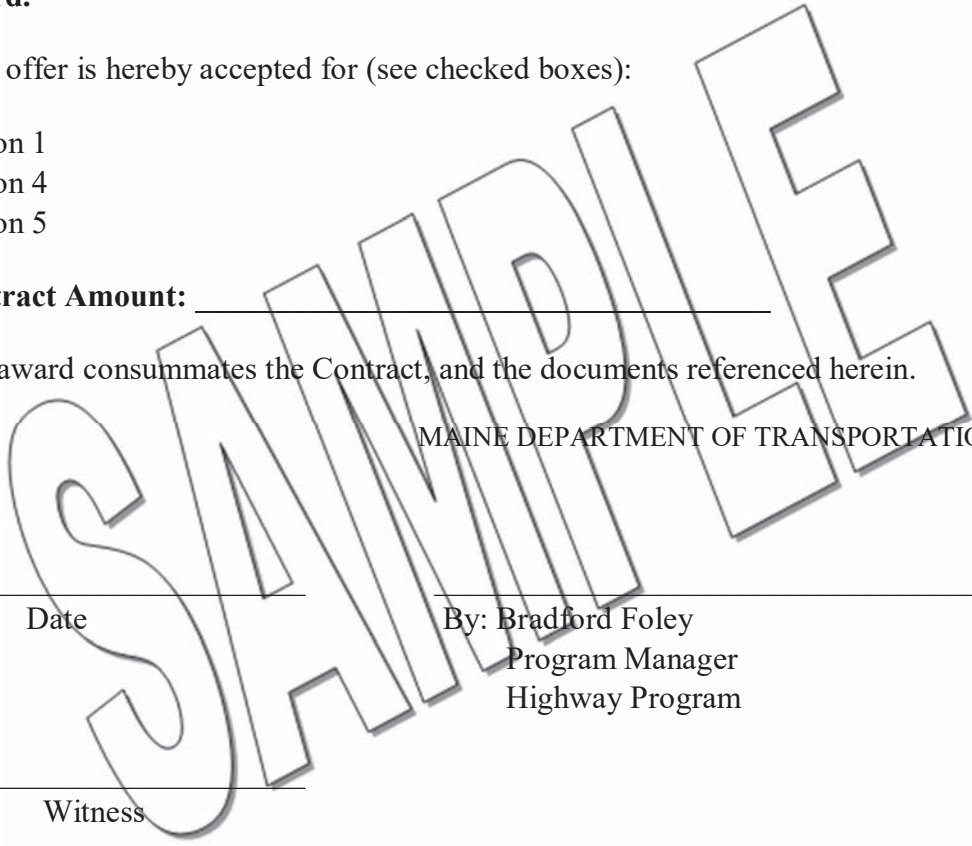 rd.
offer is hereby accepted for (see checked boxes):
on 1
on 4
on 5
tract Amount:
award consummates the Contract, and the documents referenced herein.
MAINE DEPARTMENT OF TRANSPORTATIO
Date
By: Bradford Foley
Program Manager
Highway Program
Witness
SAMPLE